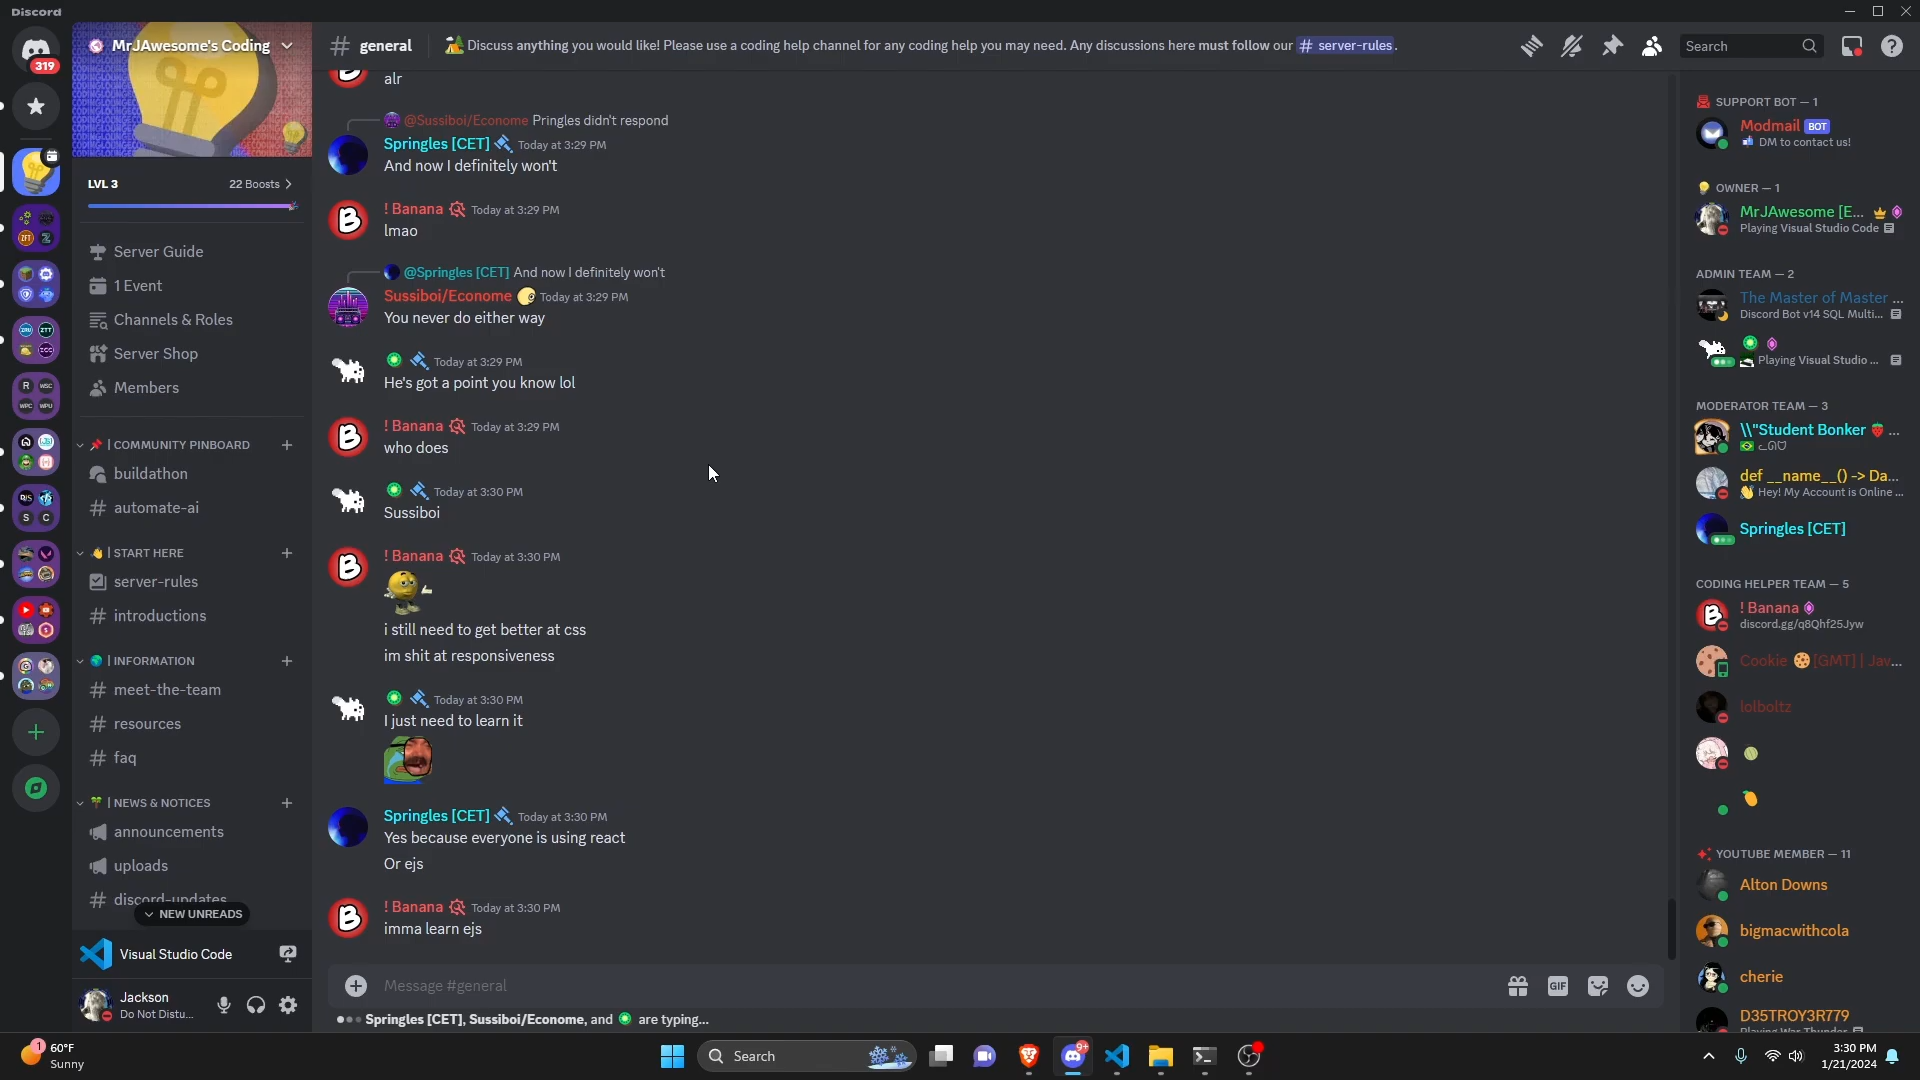 Discord
MrJAwesome's Coding
# general
Discuss anything you would like! Please use a coding help channel for any coding help you may need. Any discussions here must follow our # server-rules.
Search
319
LVL 3
22 Boosts
Server Guide
1 Event
Channels & Roles
Server Shop
Members
| COMMUNITY PINBOARD
buildathon
# automate-ai
| START HERE
server-rules
# introductions
| INFORMATION
# meet-the-team
# resources
# faq
| NEWS & NOTICES
announcements
uploads
# discord-updates
NEW UNREADS
Visual Studio Code
Jackson
Do Not Distu...
alr
@Sussiboi/Econome Pringles didn't respond
Springles [CET] Today at 3:29 PM
And now I definitely won't
! Banana Today at 3:29 PM
lmao
@Springles [CET] And now I definitely won't
Sussiboi/Econome Today at 3:29 PM
You never do either way
Today at 3:29 PM
He's got a point you know lol
! Banana Today at 3:29 PM
who does
Today at 3:30 PM
Sussiboi
! Banana Today at 3:30 PM
i still need to get better at css
im shit at responsiveness
Today at 3:30 PM
I just need to learn it
Springles [CET] Today at 3:30 PM
Yes because everyone is using react
Or ejs
! Banana Today at 3:30 PM
imma learn ejs
Message #general
GIF
Springles [CET], Sussiboi/Econome, and are typing...
SUPPORT BOT — 1
Modmail BOT
DM to contact us!
OWNER — 1
MrJAwesome [E...
Playing Visual Studio Code
ADMIN TEAM — 2
The Master of Master ...
Discord Bot v14 SQL Multi...
Playing Visual Studio ...
MODERATOR TEAM — 3
\\"Student Bonker ...
def __name__() -> Da...
Hey! My Account is Online ...
Springles [CET]
CODING HELPER TEAM — 5
! Banana
discord.gg/q8Qhf25Jyw
Cookie [GMT] | Jav...
lolboltz
YOUTUBE MEMBER — 11
Alton Downs
bigmacwithcola
cherie
D35TROY3R779
Playing War Thunder
1
60°F
Sunny
Search
9+
3:30 PM
1/21/2024